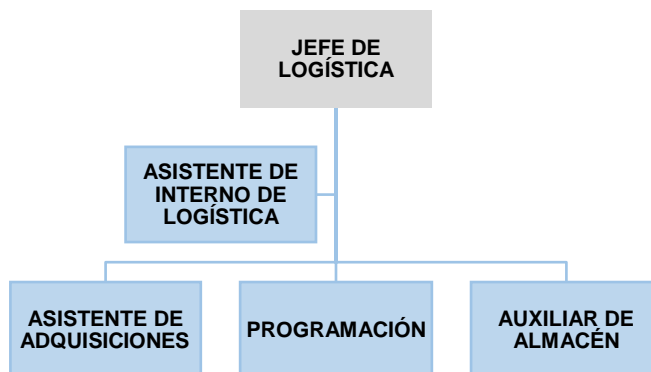 JEFE DE
LOGÍSTICA
ASISTENTE DE
INTERNO DE
LOGÍSTICA
ASISTENTE DE
ADQUISICIONES
PROGRAMACIÓN
AUXILIAR DE
ALMACÉN